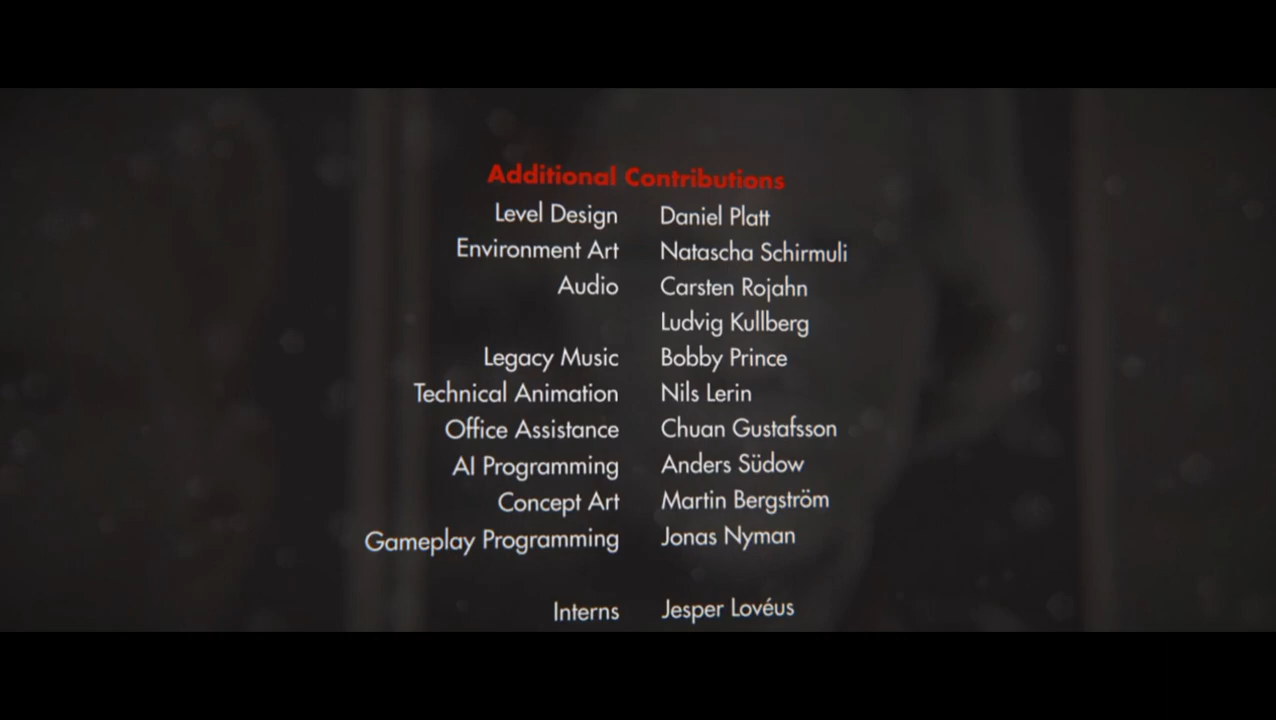 Additional Contributions
Level Design Daniel Platt
Environment Art Natascha Schirmuli
Audio Carsten Rojahn
Ludvig Kullberg
Legacy Music Bobby Prince
Technical Animation Nils Lerin
Office Assistance Chuan Gustafsson
AI Programming Anders Südow
Concept Art Martin Bergström
Gameplay Programming Jonas Nyman
Interns Jesper Lovéus